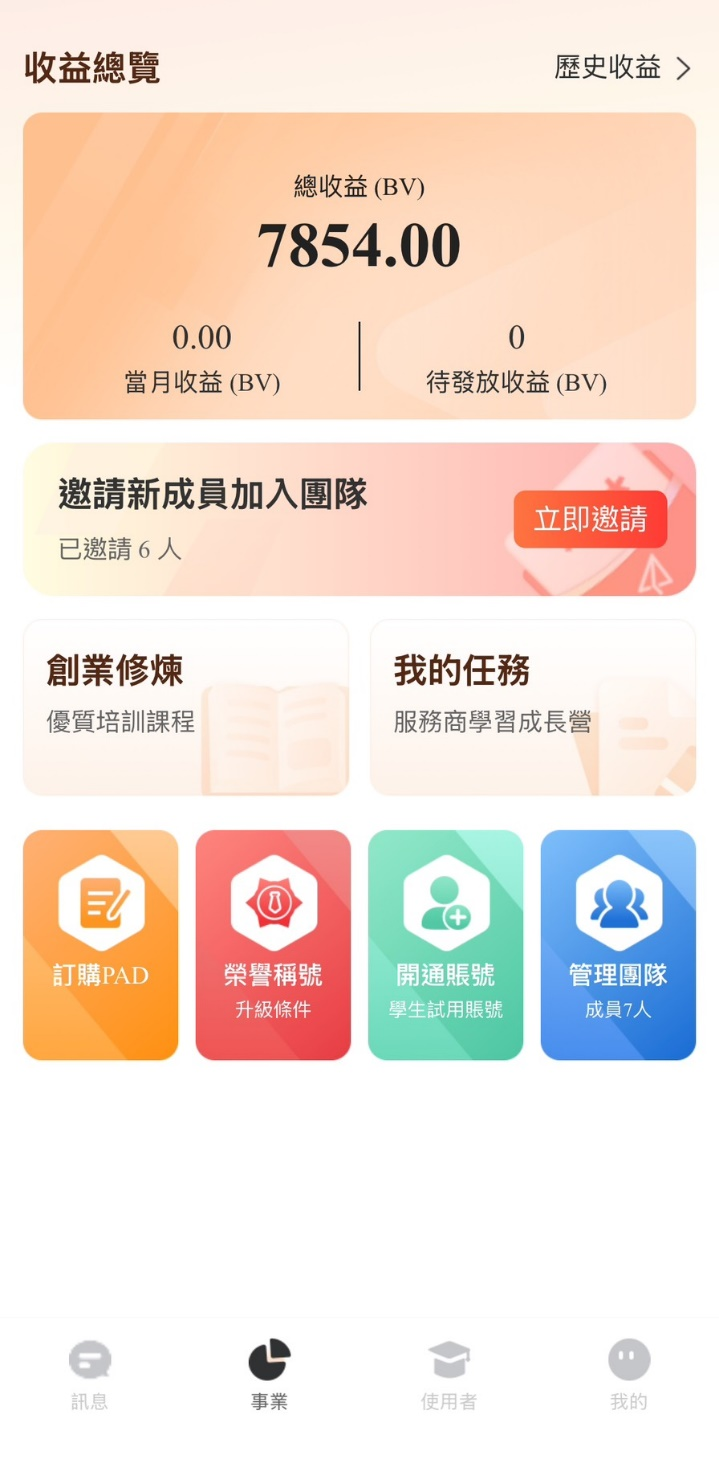 收益總覽
歷史收益
總收益 (BV)
7854.00
0.00
當月收益 (BV)
0
待發放收益 (BV)
邀請新成員加入團隊
已邀請 6 人
立即邀請
創業修煉
優質培訓課程
我的任務
服務商學習成長營
訂購PAD
榮譽稱號
升級條件
開通賬號
學生試用賬號
管理團隊
成員7人
訊息
事業
使用者
我的